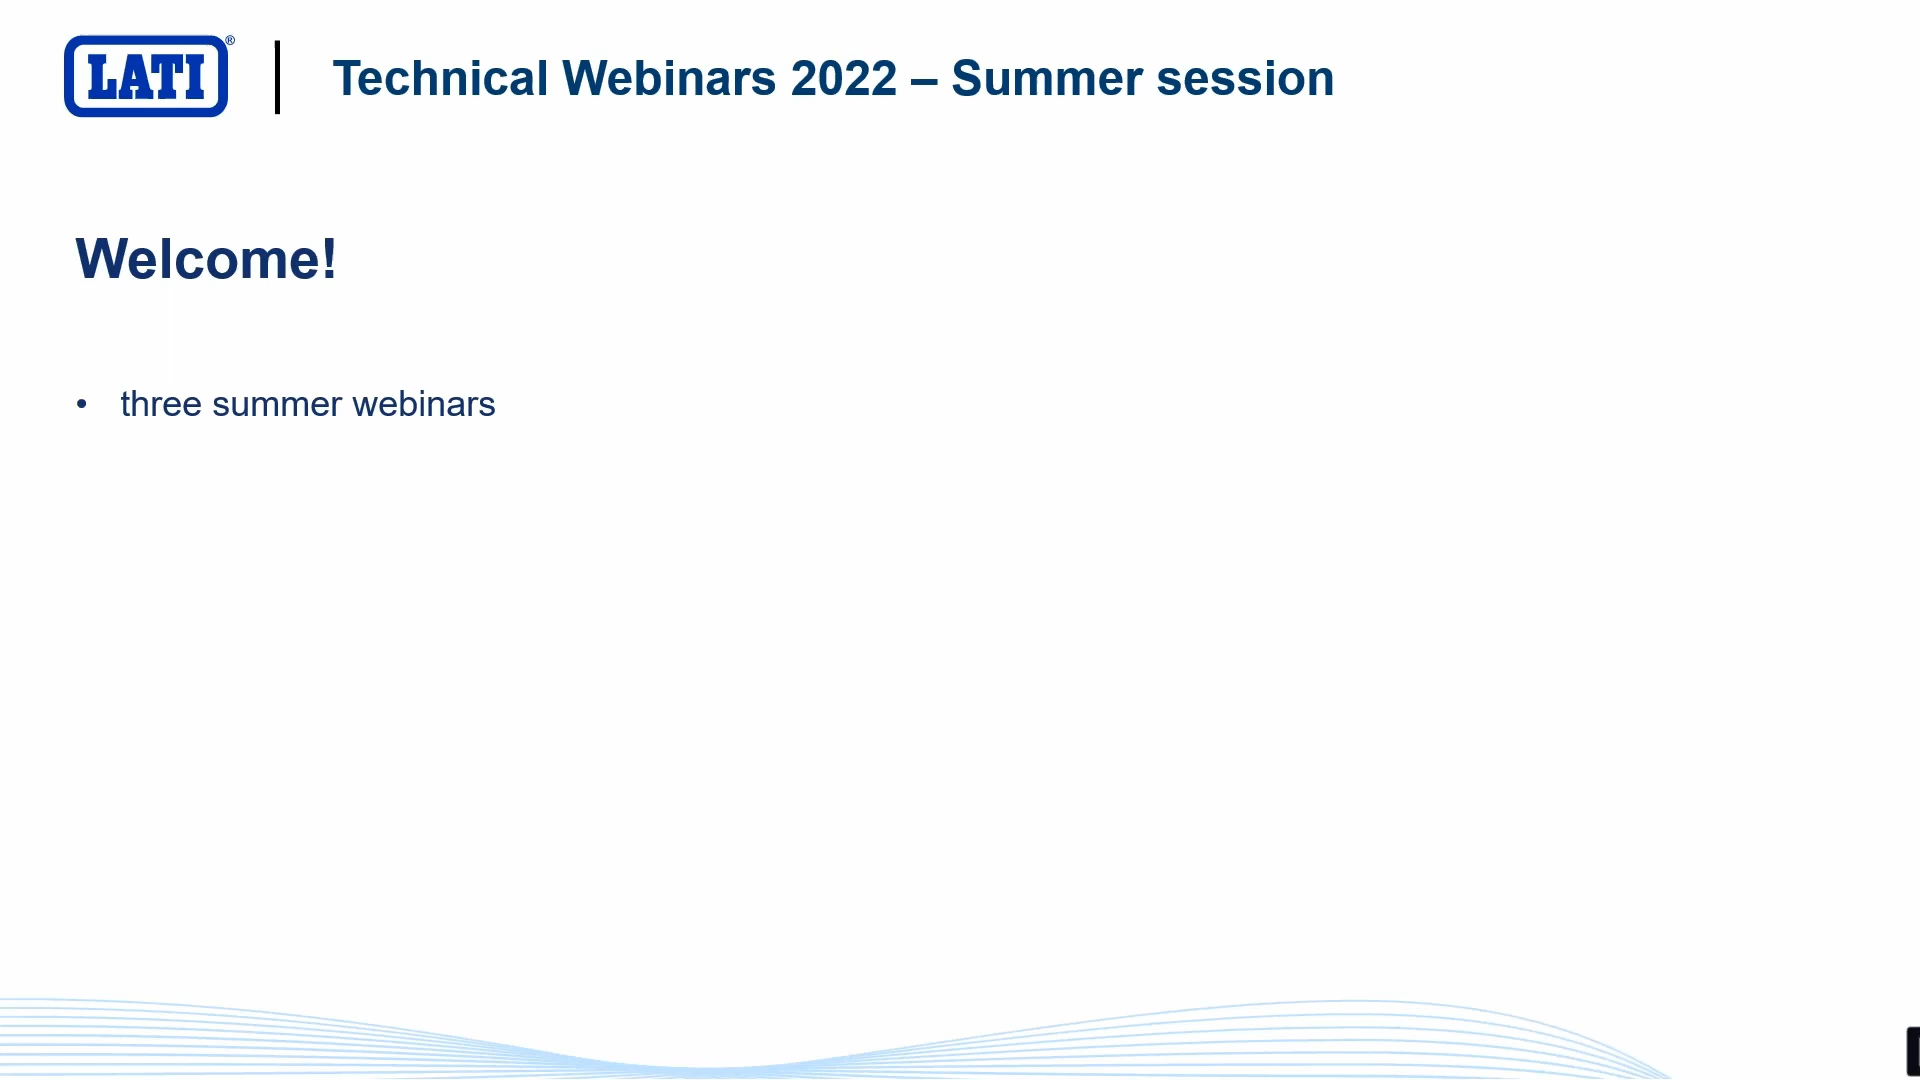 LATI®
Technical Webinars 2022 – Summer session
Welcome!
• three summer webinars